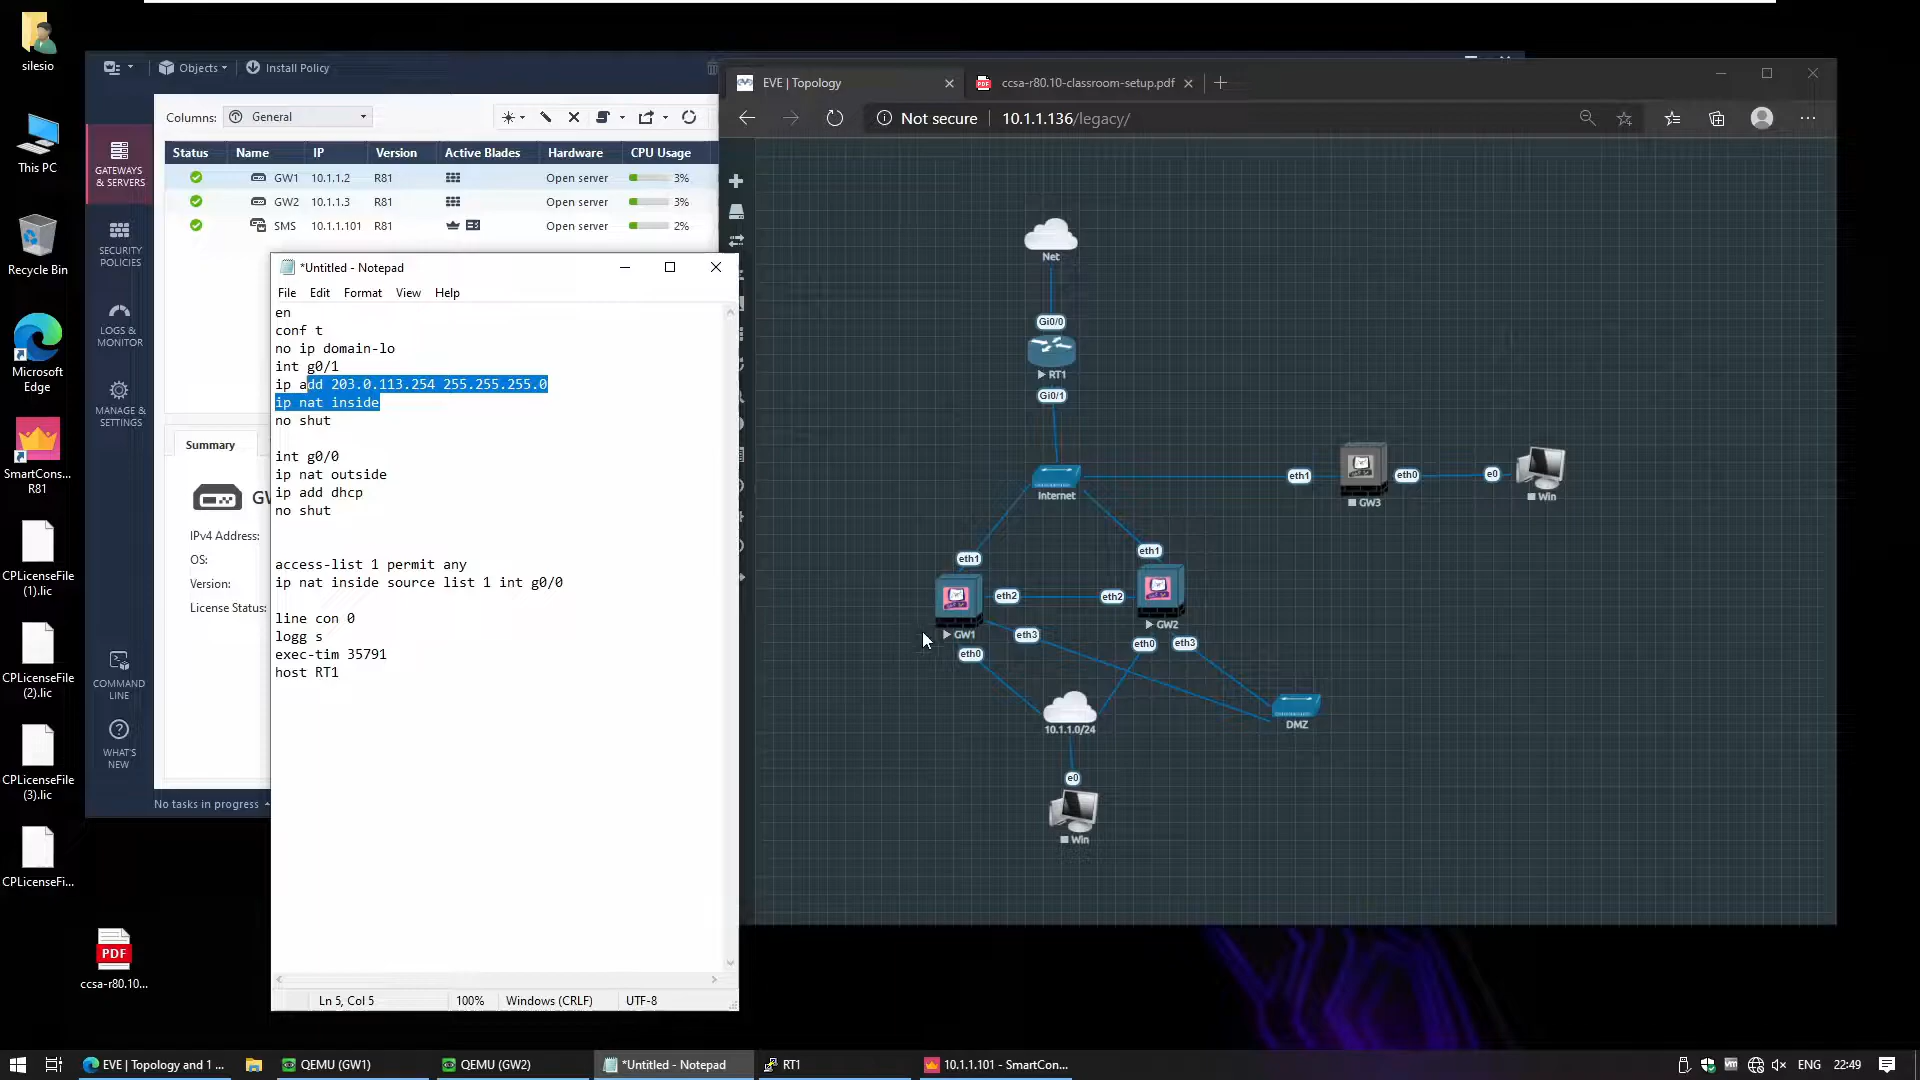 silesio
This PC
Recycle Bin
Microsoft
Edge
SmartCons...
R81
CPLicenseFile
(1).lic
CPLicenseFile
(2).lic
CPLicenseFile
(3).lic
CPLicenseFi...
PDF
ccsa-r80.10...
Objects
Install Policy
GATEWAYS
& SERVERS
SECURITY
POLICIES
LOGS &
MONITOR
MANAGE &
SETTINGS
COMMAND
LINE
WHAT'S
NEW
Columns:
General
Status Name IP Version Active Blades Hardware CPU Usage
GW1 10.1.1.2 R81 Open server 3%
GW2 10.1.1.3 R81 Open server 3%
SMS 10.1.1.101 R81 Open server 2%
Summary
IPv4 Address:
OS:
Version:
License Status:
No tasks in progress
*Untitled - Notepad
File Edit Format View Help
en
conf t
no ip domain-lo
int g0/1
ip add 203.0.113.254 255.255.255.0
ip nat inside
no shut
int g0/0
ip nat outside
ip add dhcp
no shut
access-list 1 permit any
ip nat inside source list 1 int g0/0
line con 0
logg s
exec-tim 35791
host RT1
Ln 5, Col 5 100% Windows (CRLF) UTF-8
EVE | Topology
PDF
ccsa-r80.10-classroom-setup.pdf
Not secure
10.1.1.136/legacy/
Net
Gi0/0
RT1
Gi0/1
Internet
eth1
GW3
eth0
e0
Win
eth1
eth1
GW1
eth2
eth2
GW2
eth3
eth0
eth0
eth3
10.1.1.0/24
DMZ
e0
Win
EVE | Topology and 1 ...
QEMU (GW1)
QEMU (GW2)
*Untitled - Notepad
RT1
10.1.1.101 - SmartCon...
ENG
22:49